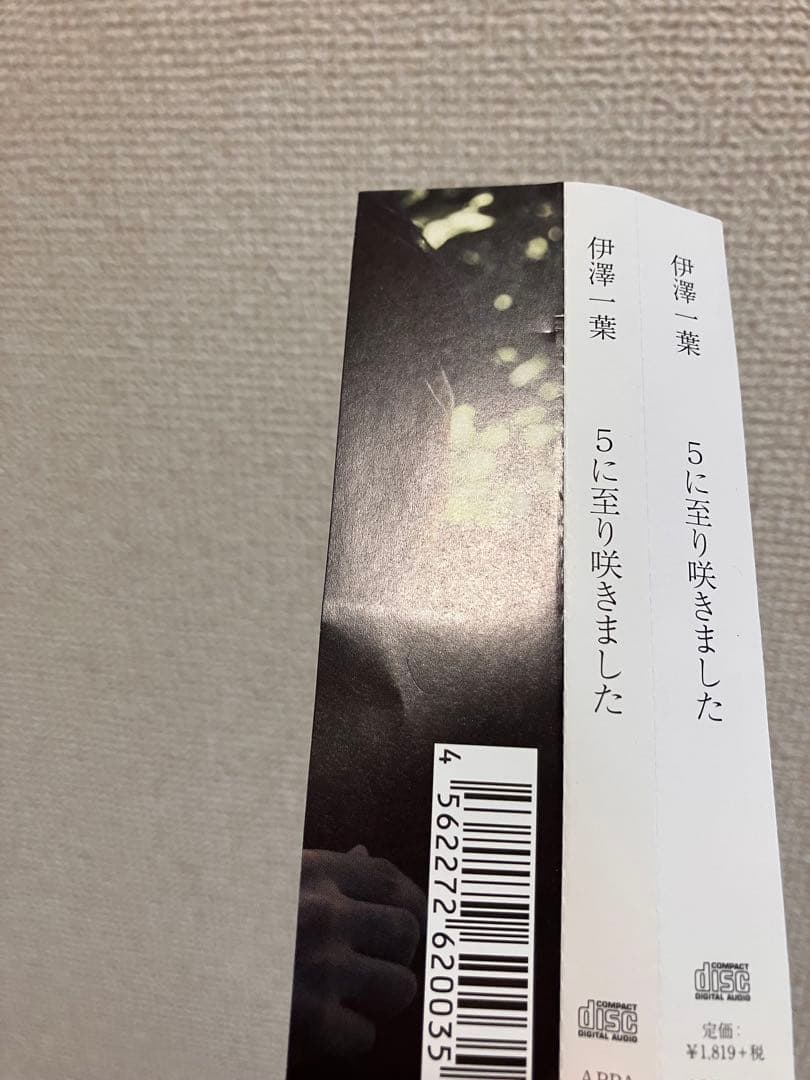 伊澤一葉 5に至り咲きました
COMPACT
disc
DIGITAL AUDIO
定価:
¥1,819+税
伊澤一葉 5に至り咲きました
COMPACT
disc
DIGITAL AUDIO
4 562272 620035